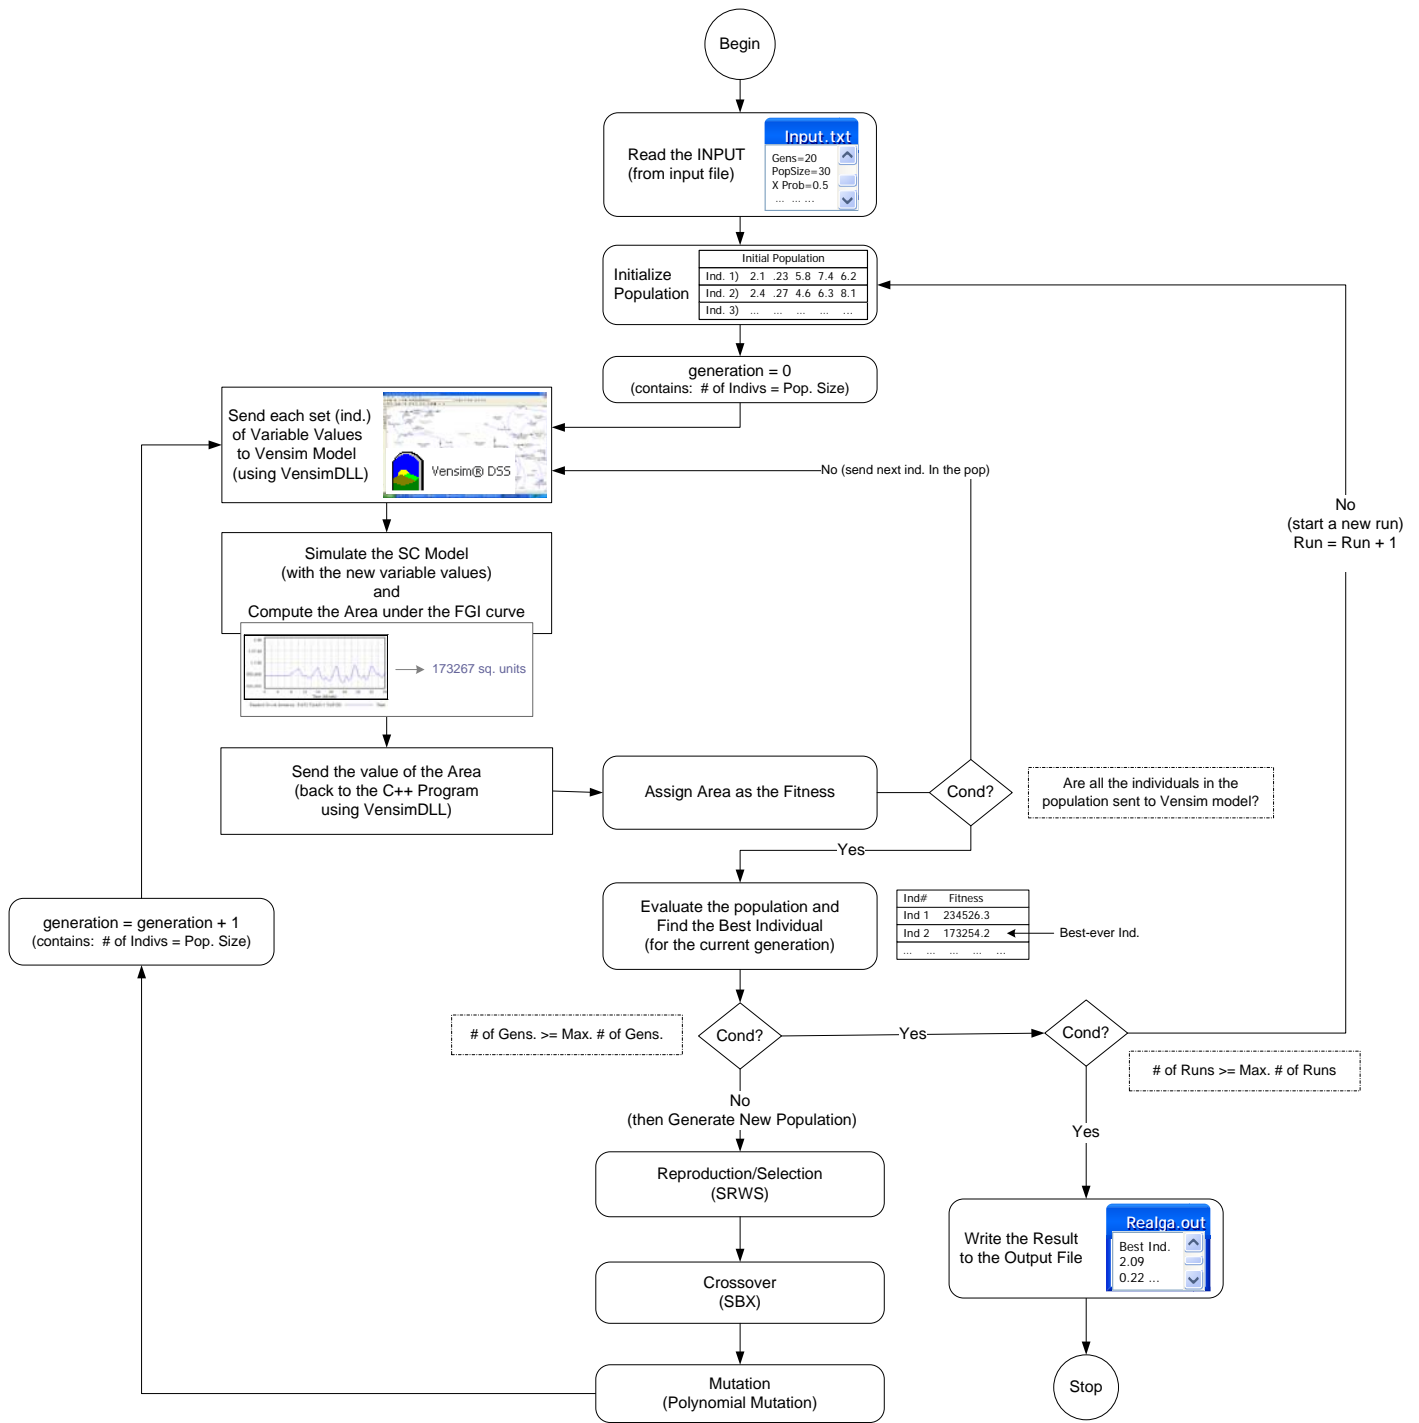 Begin
Read the INPUT
(from input file)
Input.txt
Gens=20
PopSize=30
X Prob=0.5
... ... ...
Initialize
Population
Initial Population
Ind. 1) 2.1 .23 5.8 7.4 6.2
Ind. 2) 2.4 .27 4.6 6.3 8.1
Ind. 3) ... ... ... ... ...
generation = 0
(contains: # of Indivs = Pop. Size)
Send each set (ind.)
of Variable Values
to Vensim Model
(using VensimDLL)
Vensim® DSS
No (send next ind. In the pop)
No
(start a new run)
Run = Run + 1
Simulate the SC Model
(with the new variable values)
and
Compute the Area under the FGI curve
173267 sq. units
Send the value of the Area
(back to the C++ Program
using VensimDLL)
Assign Area as the Fitness
Cond?
Are all the individuals in the
population sent to Vensim model?
Yes
generation = generation + 1
(contains: # of Indivs = Pop. Size)
Evaluate the population and
Find the Best Individual
(for the current generation)
Ind# Fitness
Ind 1 234526.3
Ind 2 173254.2
... ... ... ... ...
Best-ever Ind.
# of Gens. >= Max. # of Gens.
Cond?
Yes
Cond?
# of Runs >= Max. # of Runs
No
(then Generate New Population)
Yes
Reproduction/Selection
(SRWS)
Crossover
(SBX)
Mutation
(Polynomial Mutation)
Write the Result
to the Output File
Realga.out
Best Ind.
2.09
0.22 ...
Stop